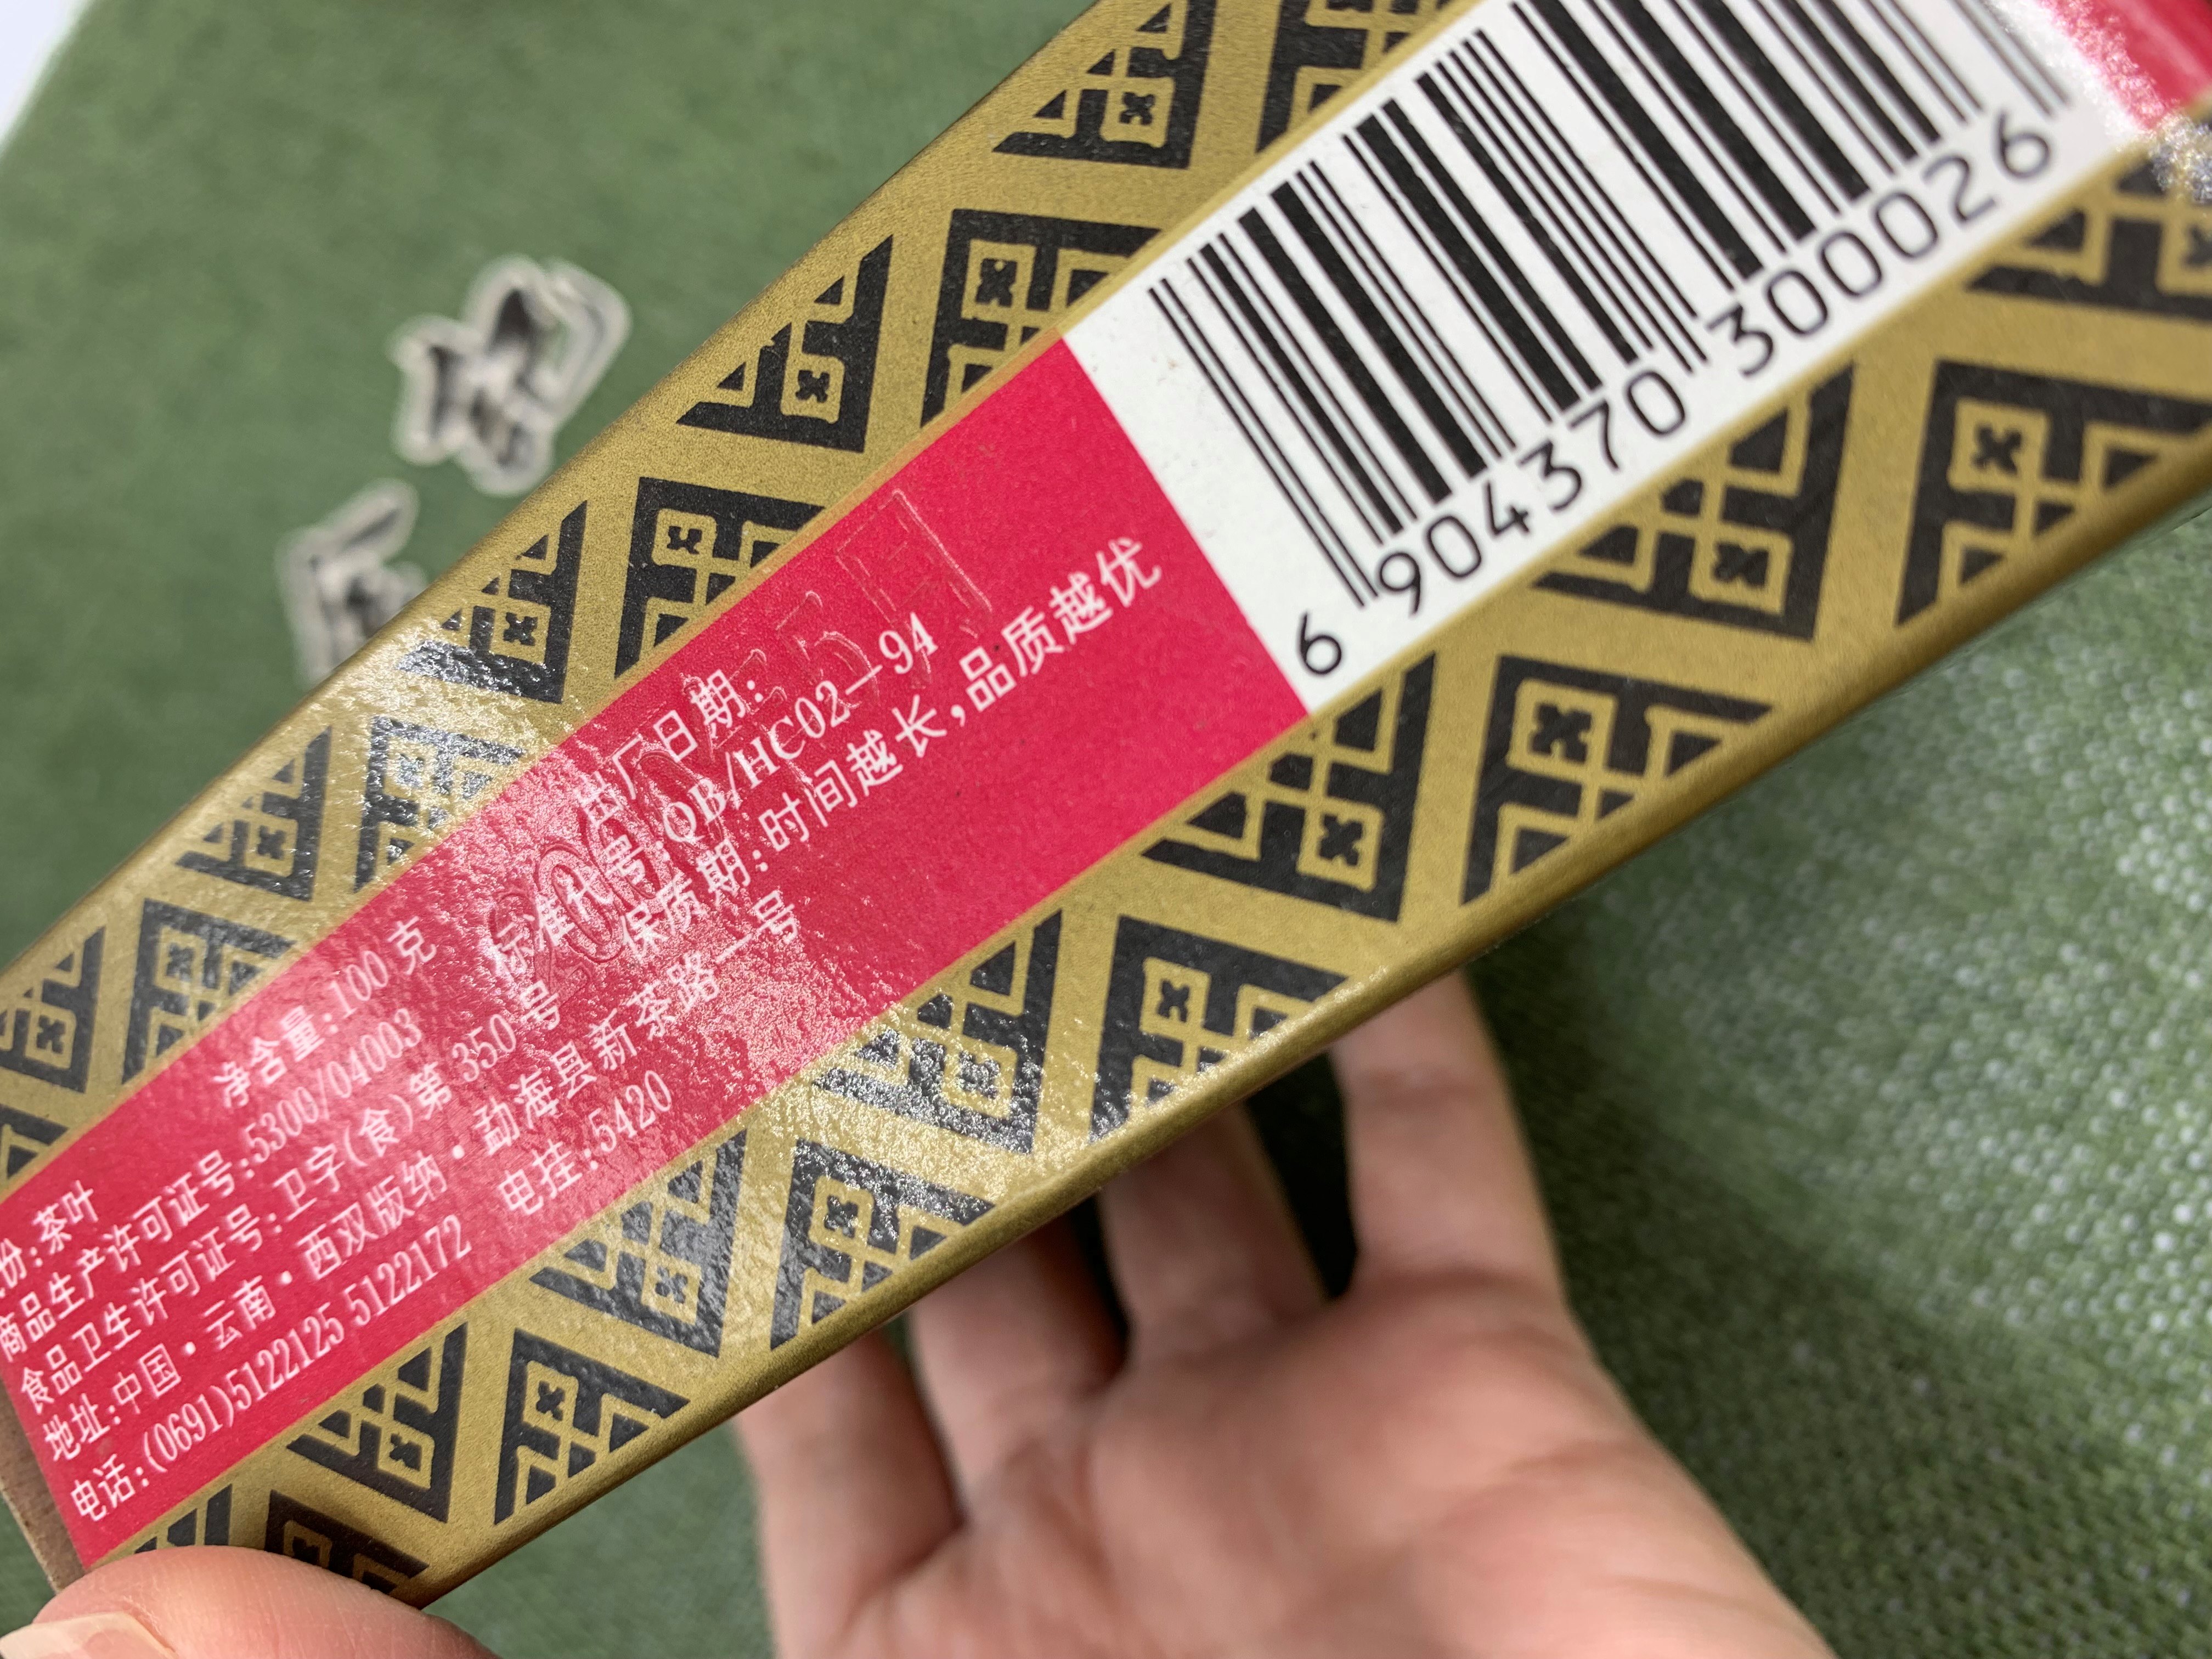 份:茶叶 净含量:100克 出厂日期:
商品生产许可证号:5300/04003 标准代号:QB/HC02—94
食品卫生许可证号:卫字(食)第350号 保质期:时间越长,品质越优
地址:中国·云南·西双版纳·勐海县新茶路一号
电话:(0691)5122125 5122172 电挂:5420
6 904370 300026